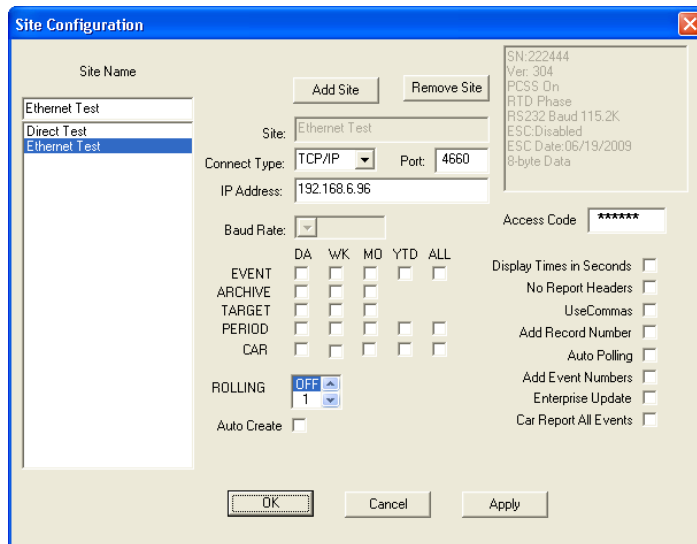 Site Configuration
Site Name
Ethernet Test
Direct Test
Ethernet Test
Add Site
Remove Site
Site: Ethernet Test
Connect Type: TCP/IP Port: 4660
IP Address: 192.168.6.96
Baud Rate:
DA WK MO YTD ALL
EVENT
ARCHIVE
TARGET
PERIOD
CAR
ROLLING OFF
1
Auto Create
SN:222444
Ver: 304
PCSS On
RTD Phase
RS232 Baud 115.2K
ESC:Disabled
ESC Date:06/19/2009
8-byte Data
Access Code ******
Display Times in Seconds
No Report Headers
UseCommas
Add Record Number
Auto Polling
Add Event Numbers
Enterprise Update
Car Report All Events
OK
Cancel
Apply